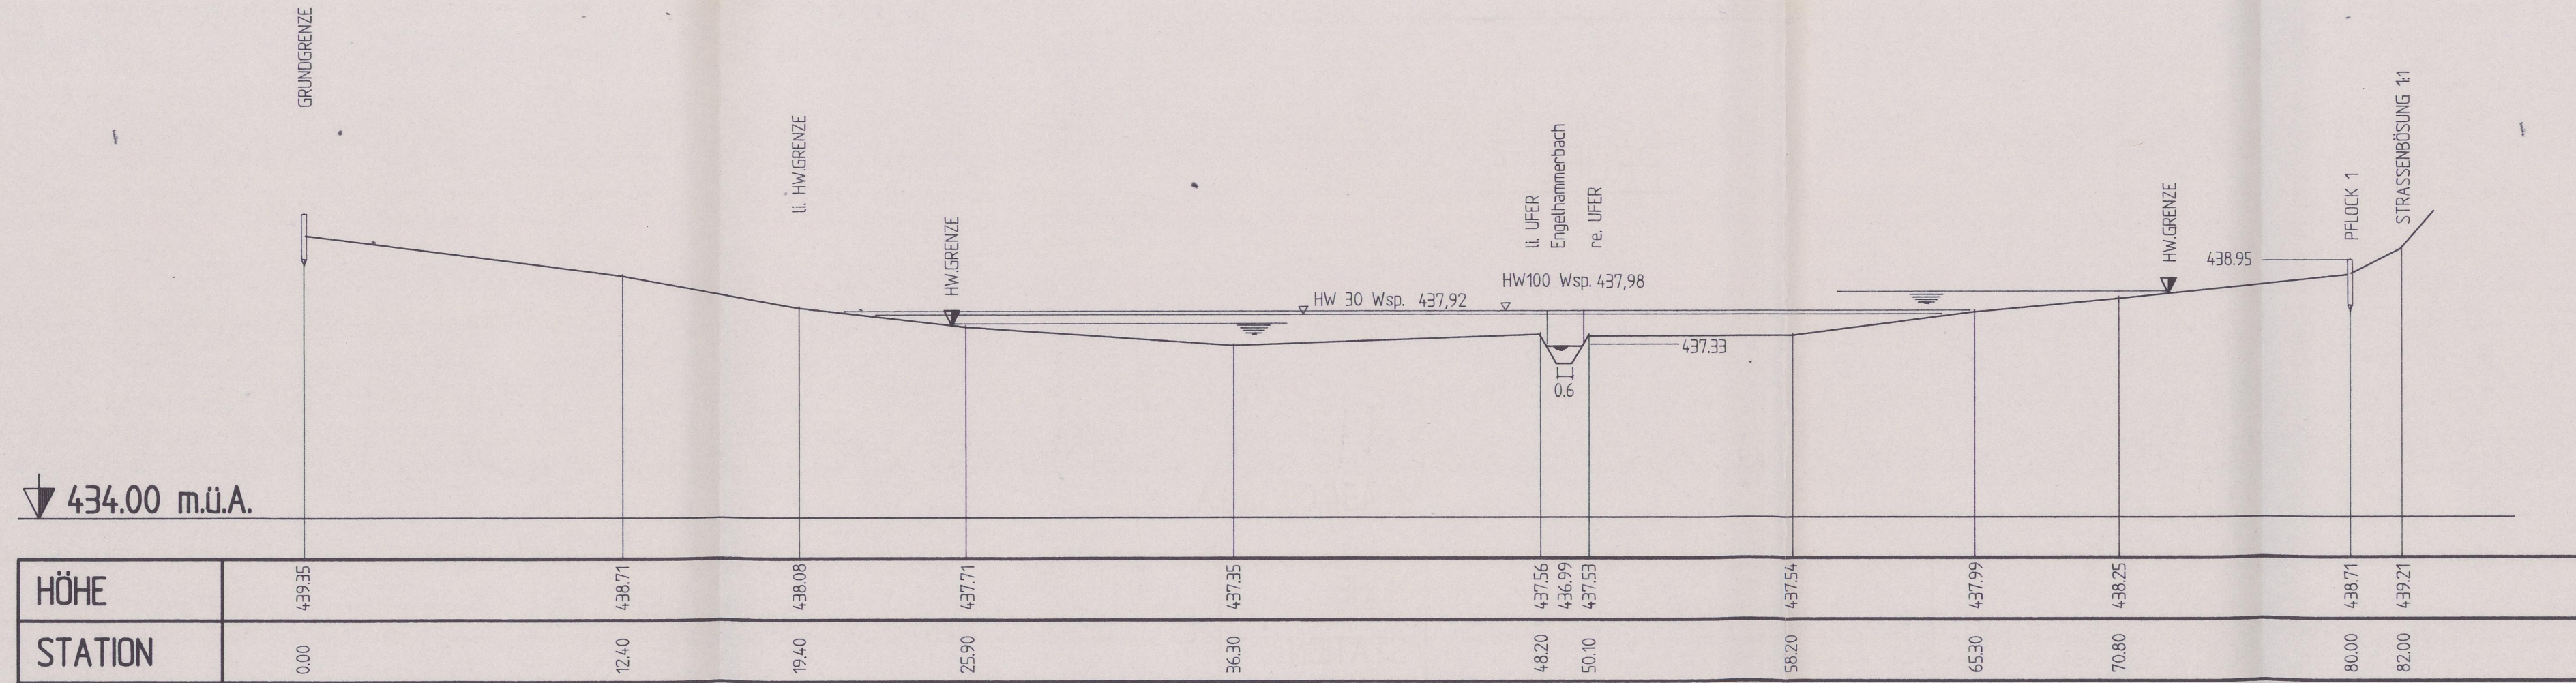 GRUNDGRENZE
li. HW.GRENZE
HW.GRENZE
li. UFER
Engelhammerbach
re. UFER
HW.GRENZE
PFLOCK 1
STRASSENBÖSUNG 1:1
438.95
HW100 Wsp. 437,98
HW 30 Wsp. 437,92
437.33
0.6
434.00 m.ü.A.
HÖHE 439.35 438.71 438.08 437.71 437.35 437.56 436.99 437.53 437.54 437.99 438.25 438.71 439.21
STATION 0.00 12.40 19.40 25.90 36.30 48.20 50.10 58.20 65.30 70.80 80.00 82.00